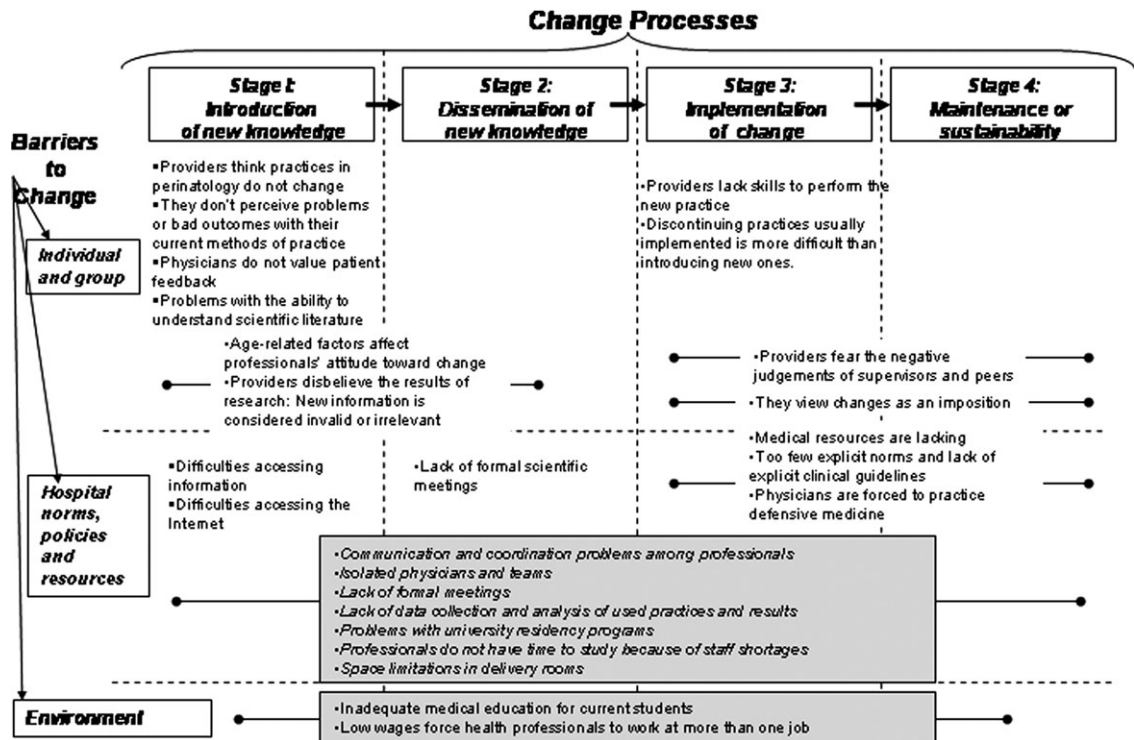 Change Processes
Stage 1:
Introduction
of new knowledge
Stage 2:
Dissemination of
new knowledge
Stage 3:
Implementation
of change
Stage 4:
Maintenance or
sustainability
Barriers
to
Change
Individual
and group
▪Providers think practices in
perinatology do not change
▪They don't perceive problems
or bad outcomes with their
current methods of practice
▪Physicians do not value patient
feedback
▪Problems with the ability to
understand scientific literature
•Providers lack skills to perform the
new practice
•Discontinuing practices usually
implemented is more difficult than
introducing new ones.
•Age-related factors affect
professionals' attitude toward change
•Providers disbelieve the results of
research: New information is
considered invalid or irrelevant
•Providers fear the negative
judgements of supervisors and peers
•They view changes as an imposition
Hospital
norms,
policies
and
resources
•Difficulties accessing
information
•Difficulties accessing the
Internet
•Lack of formal scientific
meetings
•Medical resources are lacking
•Too few explicit norms and lack of
explicit clinical guidelines
•Physicians are forced to practice
defensive medicine
•Communication and coordination problems among professionals
•Isolated physicians and teams
•Lack of formal meetings
•Lack of data collection and analysis of used practices and results
•Problems with university residency programs
•Professionals do not have time to study because of staff shortages
•Space limitations in delivery rooms
Environment
•Inadequate medical education for current students
•Low wages force health professionals to work at more than one job